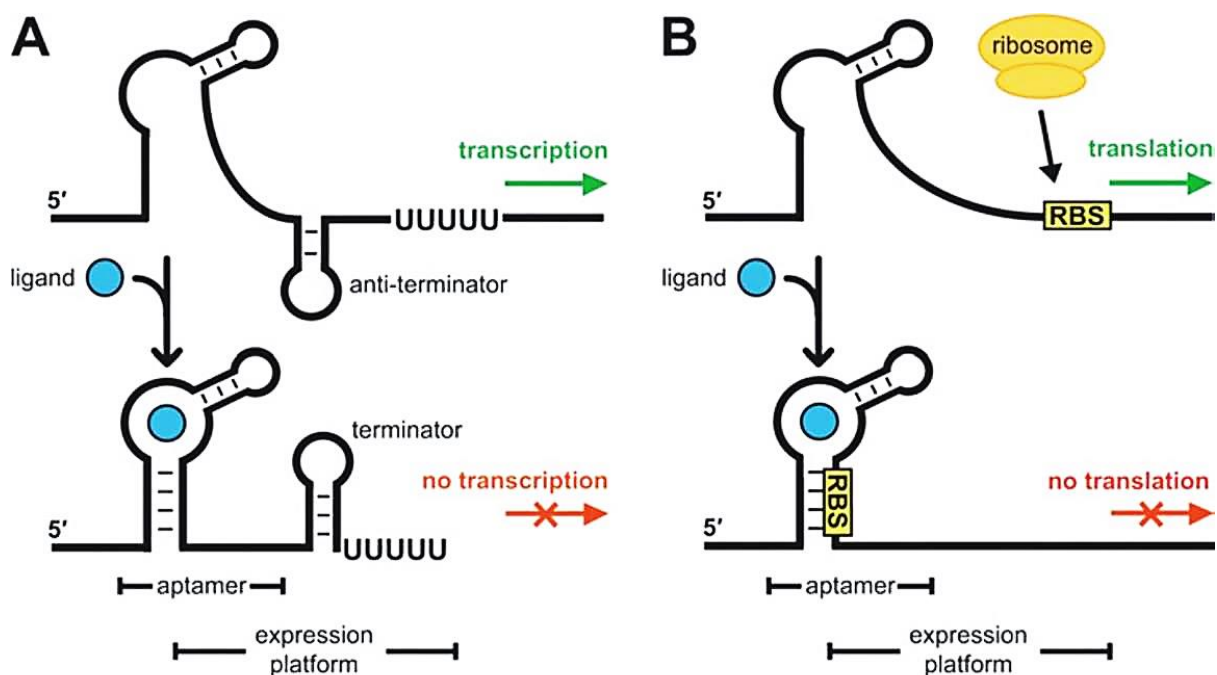 A
transcription
5′
UUUUU
ligand
anti-terminator
terminator
no transcription
5′
UUUUU
aptamer
expression
platform
B
ribosome
translation
5′
RBS
ligand
no translation
RBS
5′
aptamer
expression
platform